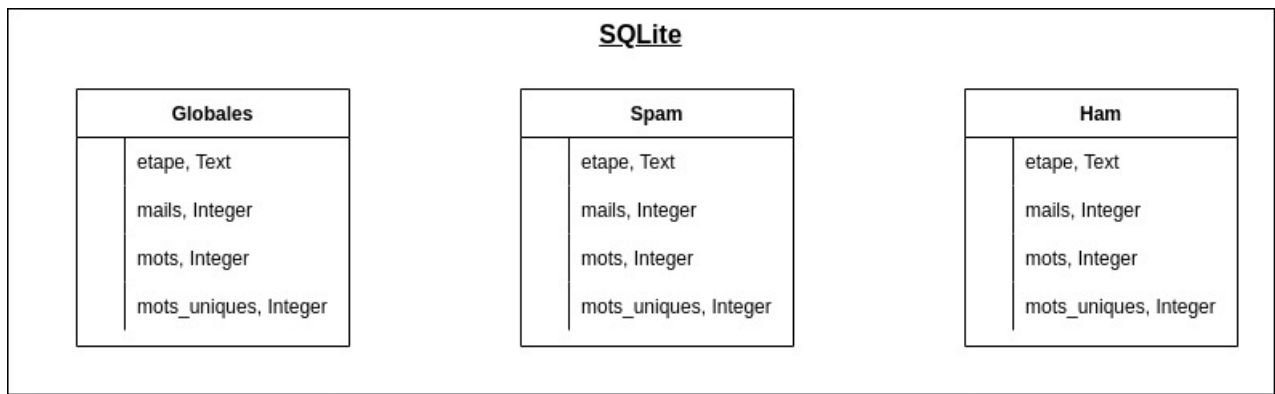 SQLite
Globales
etape, Text
mails, Integer
mots, Integer
mots_uniques, Integer
Spam
etape, Text
mails, Integer
mots, Integer
mots_uniques, Integer
Ham
etape, Text
mails, Integer
mots, Integer
mots_uniques, Integer